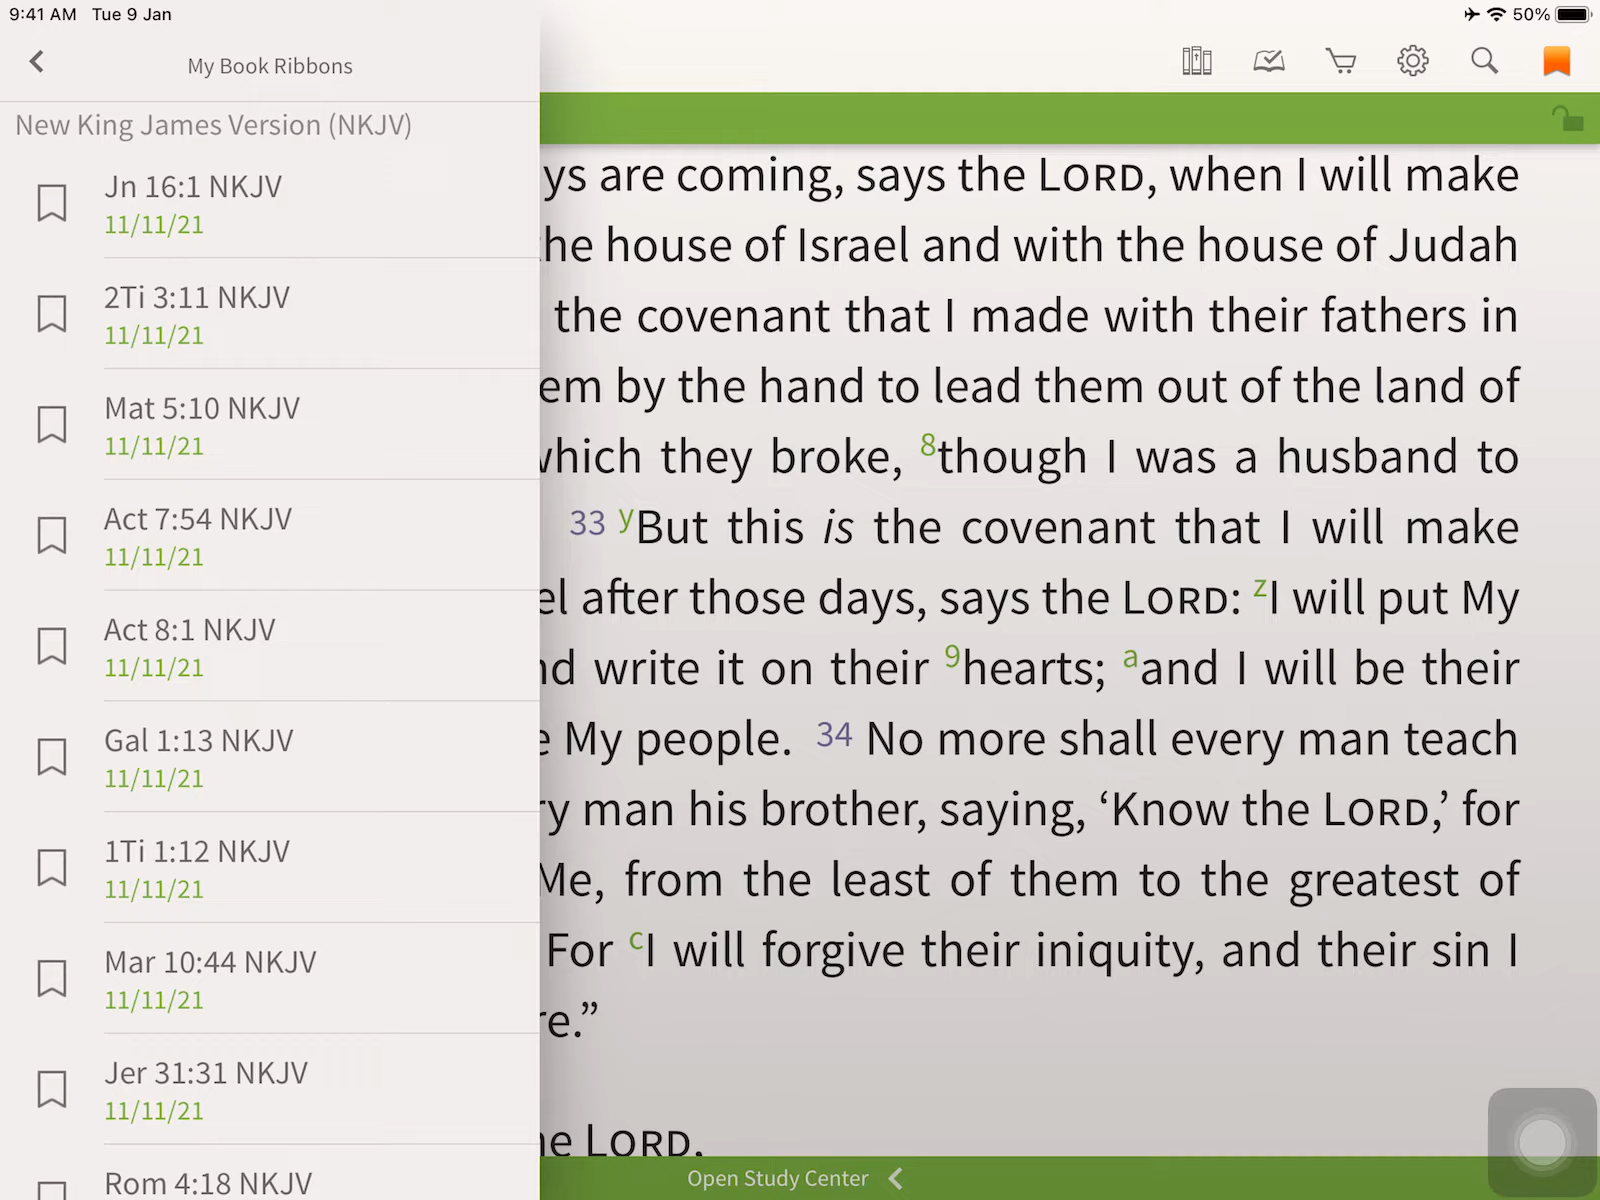 9:41 AM Tue 9 Jan
50%
My Book Ribbons
New King James Version (NKJV)
Jn 16:1 NKJV
11/11/21
2Ti 3:11 NKJV
11/11/21
Mat 5:10 NKJV
11/11/21
Act 7:54 NKJV
11/11/21
Act 8:1 NKJV
11/11/21
Gal 1:13 NKJV
11/11/21
1Ti 1:12 NKJV
11/11/21
Mar 10:44 NKJV
11/11/21
Jer 31:31 NKJV
11/11/21
Rom 4:18 NKJV
ys are coming, says the LORD, when I will make
he house of Israel and with the house of Judah
the covenant that I made with their fathers in
em by the hand to lead them out of the land of
which they broke, 8though I was a husband to
33 yBut this is the covenant that I will make
el after those days, says the LORD: zI will put My
nd write it on their 9hearts; aand I will be their
e My people. 34 No more shall every man teach
ry man his brother, saying, ‘Know the LORD,’ for
Me, from the least of them to the greatest of
For cI will forgive their iniquity, and their sin I
re.”
he LORD,
Open Study Center